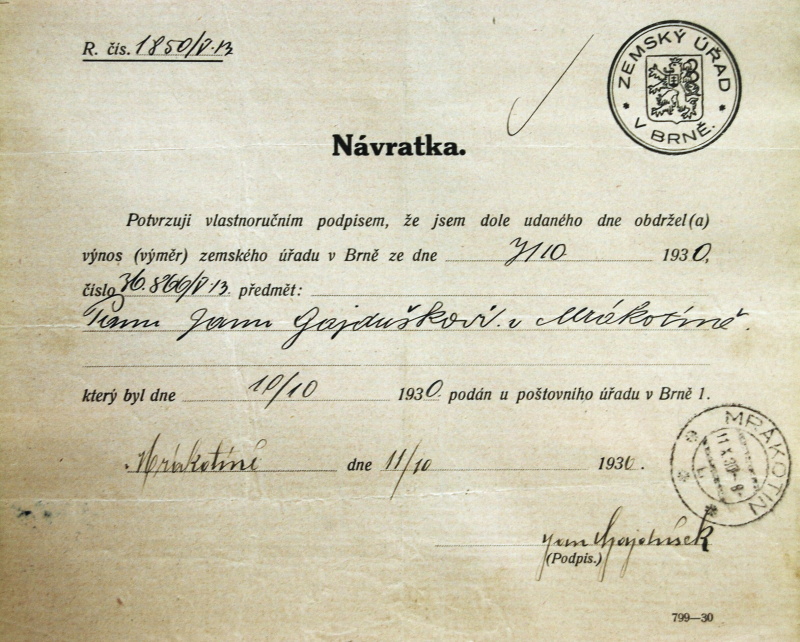 R. čís. 1850/V-13
ZEMSKÝ ÚŘAD
* V BRNĚ. *
Návratka.
Potvrzuji vlastnoručním podpisem, že jsem dole udaného dne obdržel(a)
výnos (výměr) zemského úřadu v Brně ze dne 7/10 1930,
číslo 36.866/V-13. předmět:
Panu Janu Gajduškovi v Mrákotíně.
který byl dne 10/10 1930 podán u poštovního úřadu v Brně 1.
Mrákotíně dne 11/10 1930.
MRÁKOTÍN
11.X.30-8
Jan Gajdůšek
(Podpis.)
799—30